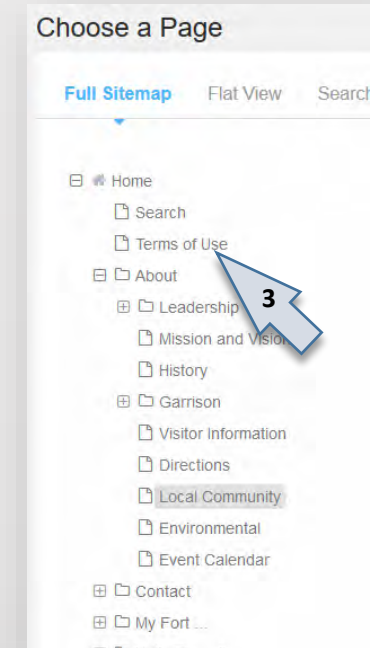 Choose a Page
Full Sitemap Flat View Search
Home
Search
Terms of Use
About
Leadership
3
Mission and Vision
History
Garrison
Visitor Information
Directions
Local Community
Environmental
Event Calendar
Contact
My Fort ...